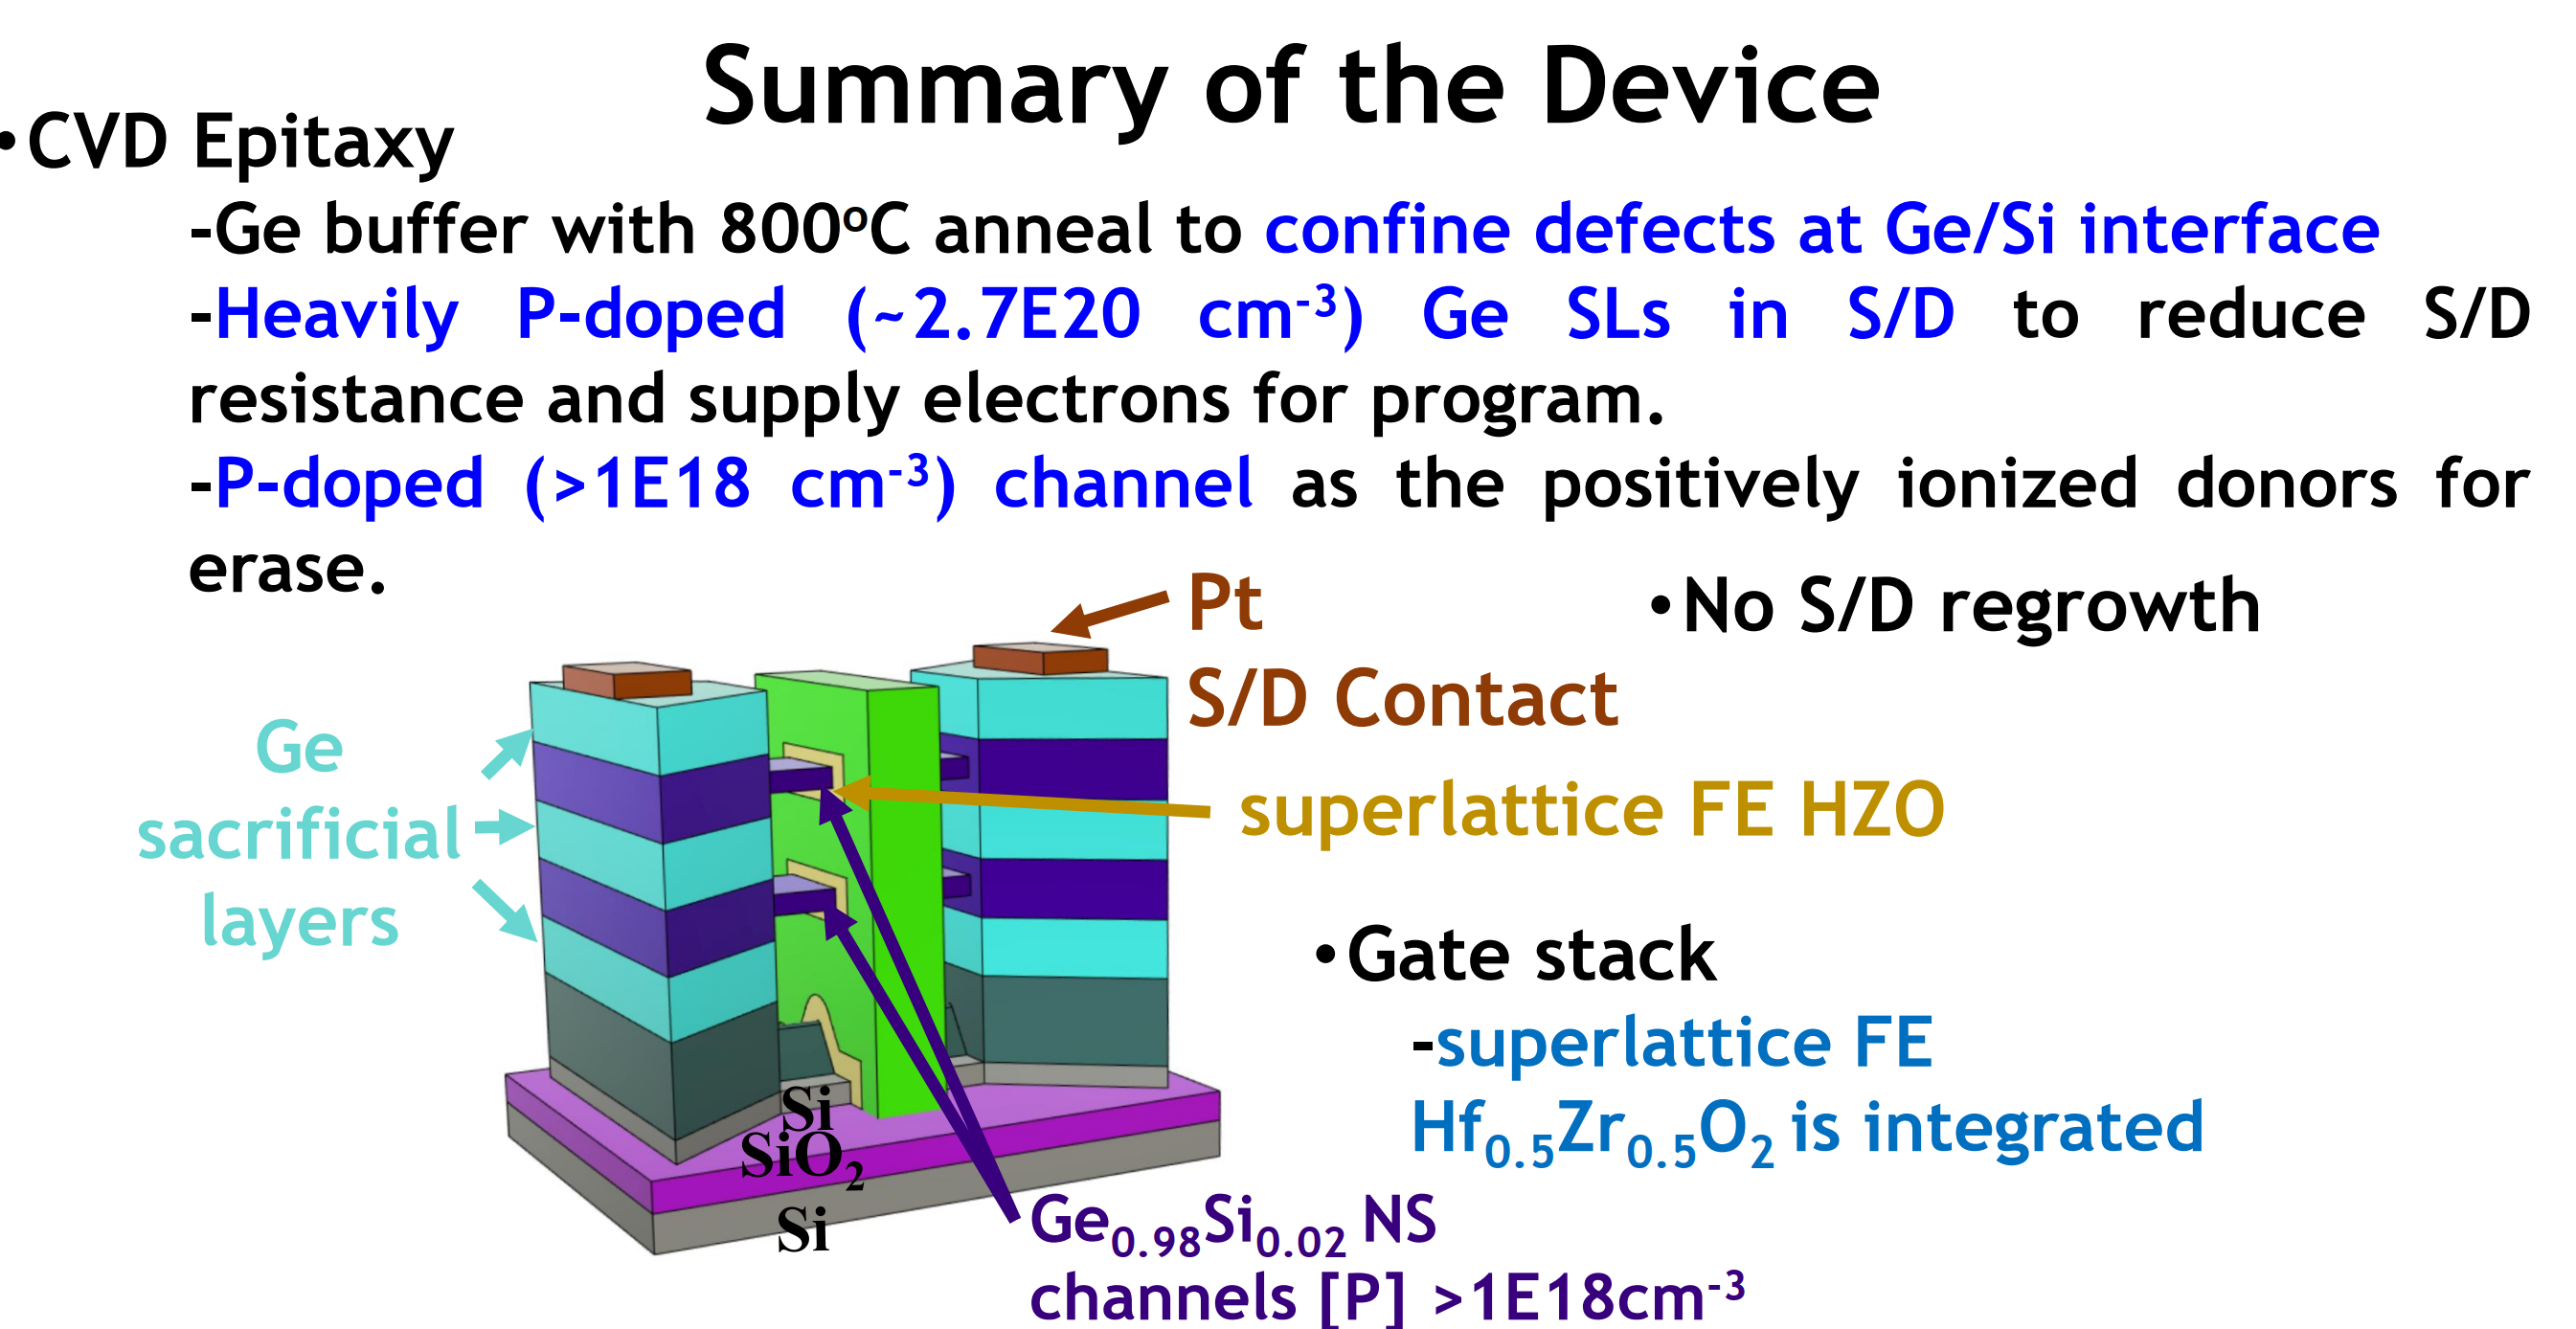 Summary of the Device
•CVD Epitaxy
-Ge buffer with 800ºC anneal to confine defects at Ge/Si interface
-Heavily P-doped (~2.7E20 cm⁻³) Ge SLs in S/D to reduce S/D
resistance and supply electrons for program.
-P-doped (>1E18 cm⁻³) channel as the positively ionized donors for
erase.
•No S/D regrowth
Pt
S/D Contact
Ge
sacrificial
layers
superlattice FE HZO
•Gate stack
-superlattice FE
Hf₀.₅Zr₀.₅O₂ is integrated
Si
SiO₂
Si
Ge₀.₉₈Si₀.₀₂ NS
channels [P] >1E18cm⁻³